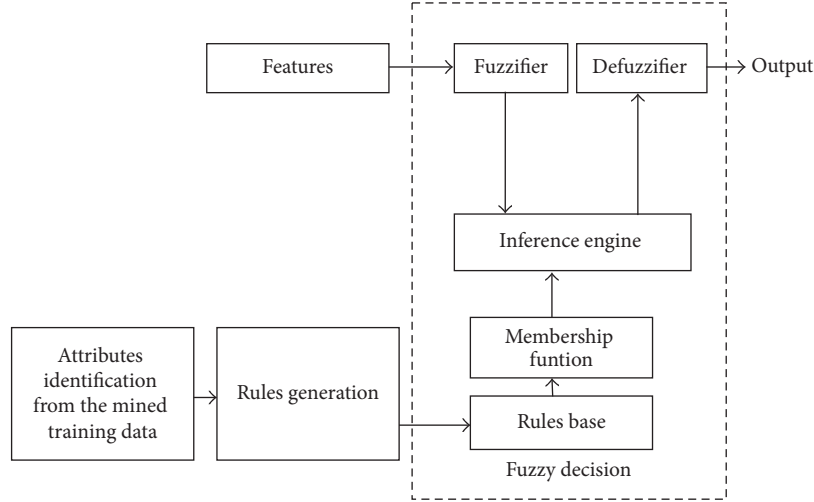 Features
Fuzzifier
Defuzzifier
Output
Inference engine
Membership
funtion
Attributes
identification
from the mined
training data
Rules generation
Rules base
Fuzzy decision